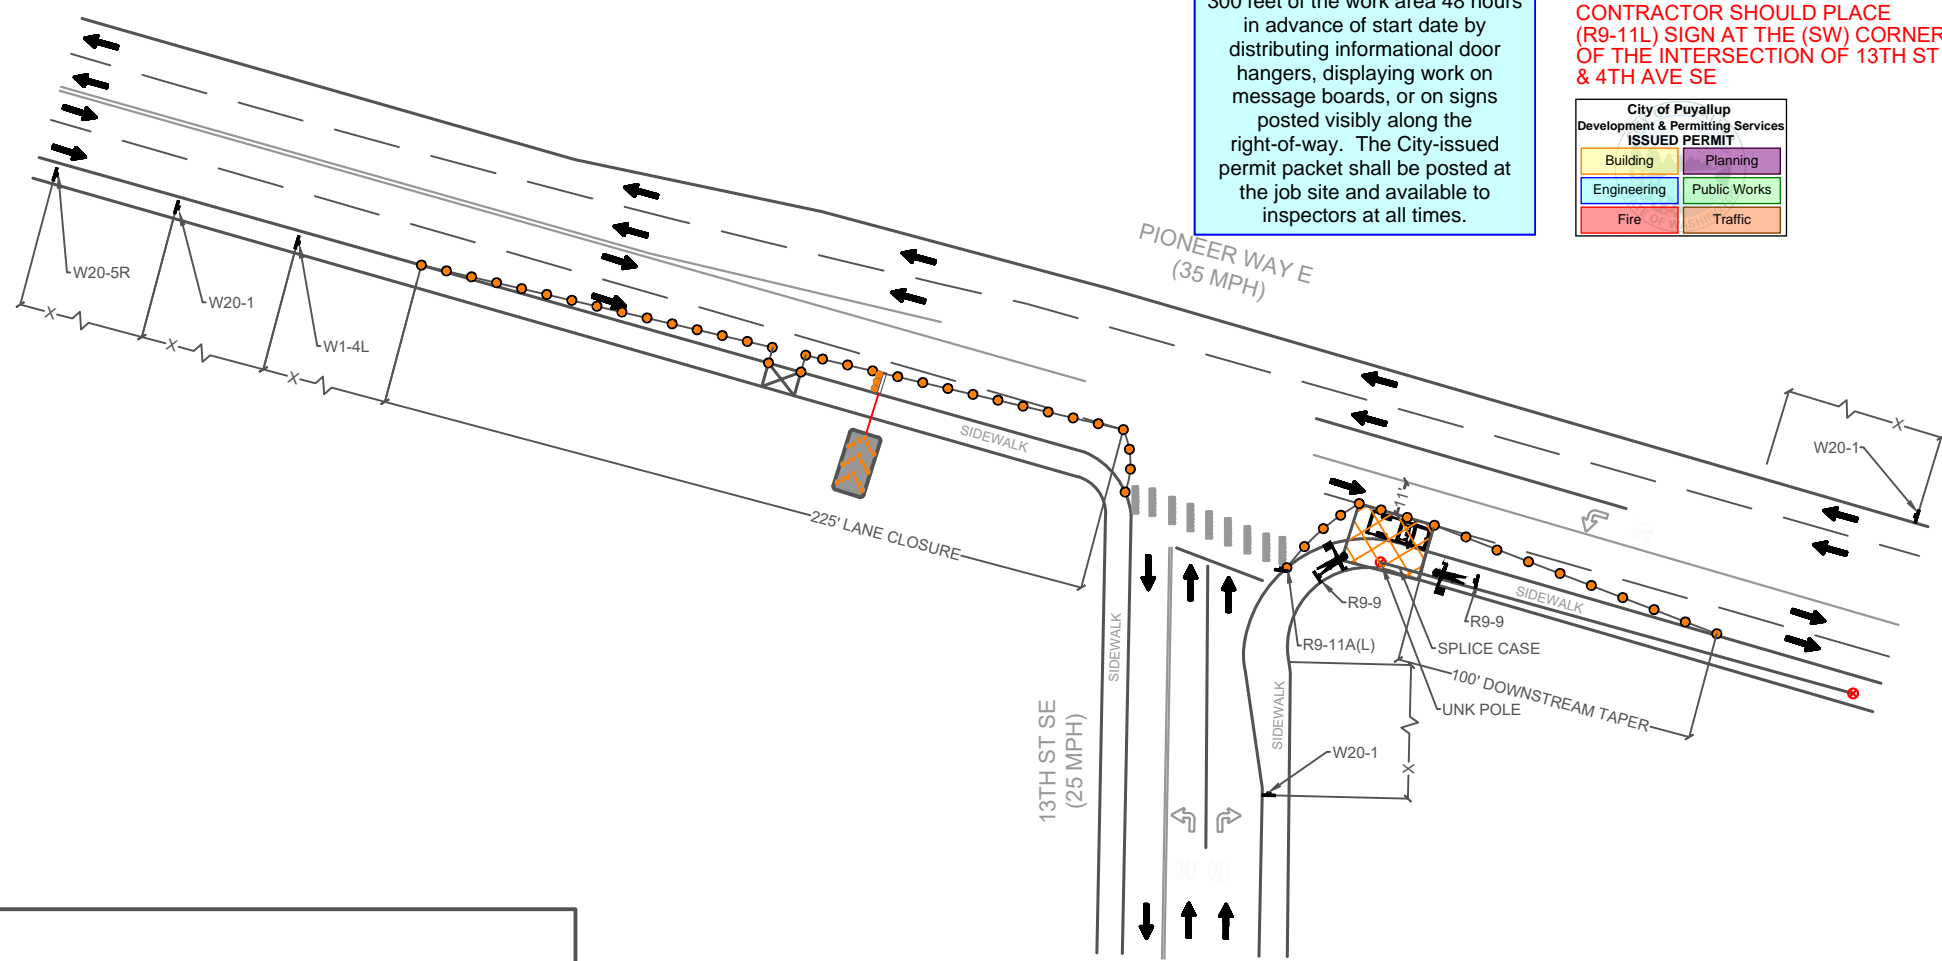 300 feet of the work area 48 hours
in advance of start date by
distributing informational door
hangers, displaying work on
message boards, or on signs
posted visibly along the
right-of-way. The City-issued
permit packet shall be posted at
the job site and available to
inspectors at all times.
CONTRACTOR SHOULD PLACE
(R9-11L) SIGN AT THE (SW) CORNER
OF THE INTERSECTION OF 13TH ST
& 4TH AVE SE
City of Puyallup
Development & Permitting Services
ISSUED PERMIT
Building
Planning
Engineering
Public Works
Fire
Traffic
PIONEER WAY E
(35 MPH)
W20-5R
W20-1
W1-4L
X
X
X
225' LANE CLOSURE
SIDEWALK
W20-1
X
11'
SIDEWALK
R9-9
R9-9
R9-11A(L)
SPLICE CASE
100' DOWNSTREAM TAPER
UNK POLE
SIDEWALK
SIDEWALK
W20-1
X
13TH ST SE
(25 MPH)
ONLY
ONLY